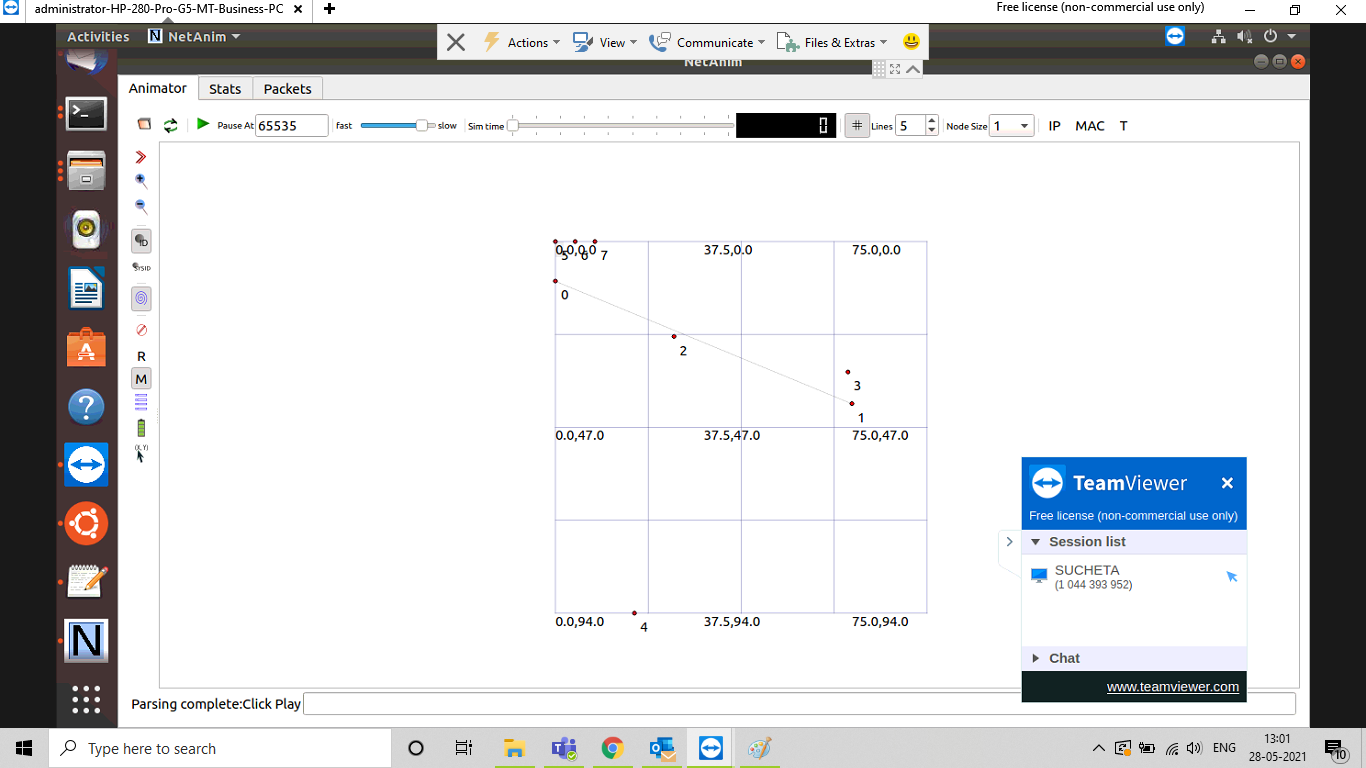 administrator-HP-280-Pro-G5-MT-Business-PC
Free license (non-commercial use only)
Activities
NetAnim
Actions
View
Communicate
Files & Extras
NetAnim
Animator
Stats
Packets
Pause At
65535
fast
slow
Sim time
0
Lines
5
Node Size
1
IP
MAC
T
ID
SYSID
R
M
(X,Y)
0.0,0.0
37.5,0.0
75.0,0.0
5
6
7
0
2
3
1
0.0,47.0
37.5,47.0
75.0,47.0
0.0,94.0
37.5,94.0
75.0,94.0
4
TeamViewer
Free license (non-commercial use only)
Session list
SUCHETA
(1 044 393 952)
Chat
www.teamviewer.com
Parsing complete:Click Play
Type here to search
ENG
13:01
28-05-2021
10